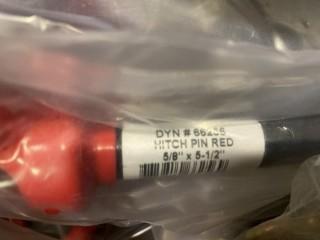 DYN # 66236
HITCH PIN RED
5/8" x 5-1/2"